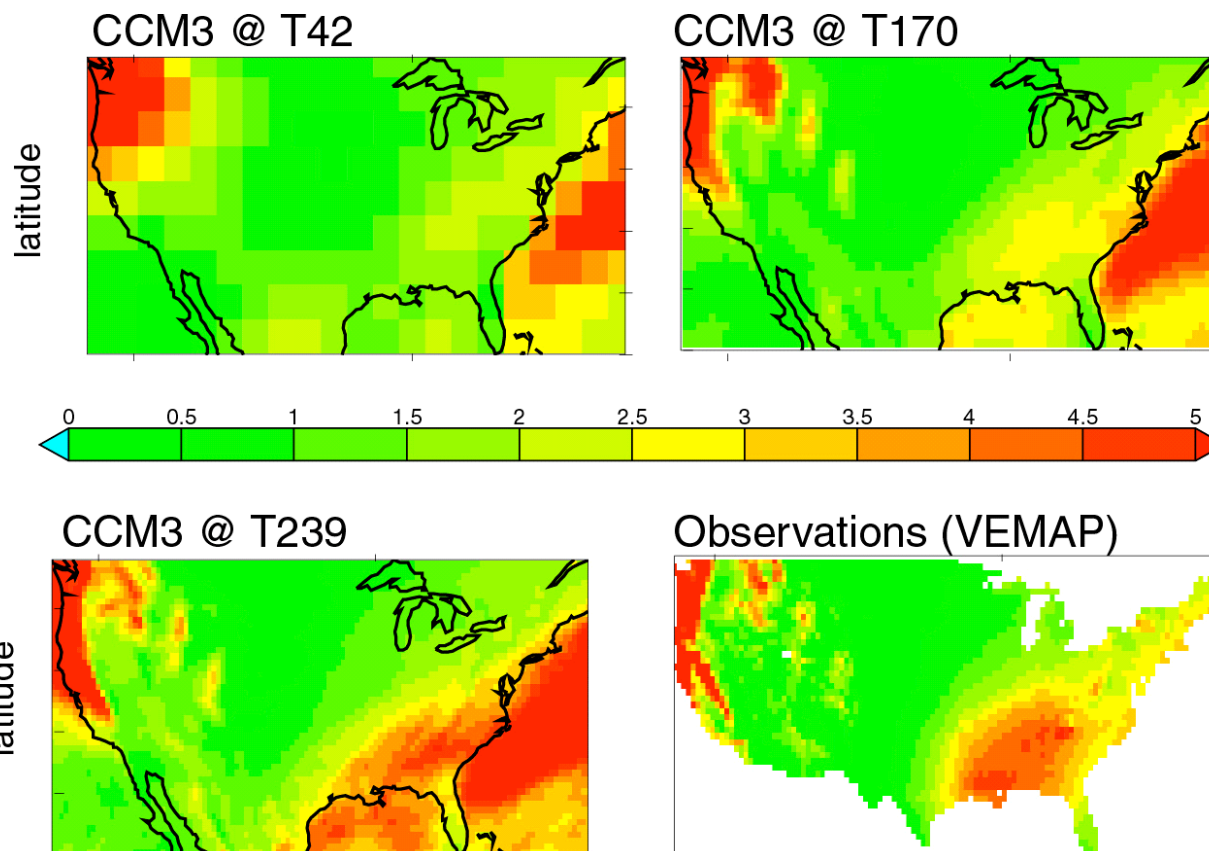 CCM3 @ T42
CCM3 @ T170
latitude
0 0.5 1 1.5 2 2.5 3 3.5 4 4.5 5
CCM3 @ T239
Observations (VEMAP)
latitude